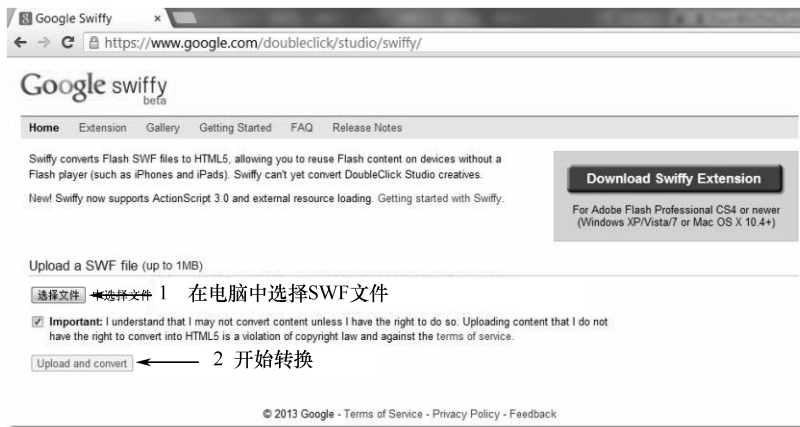 Google Swiffy ×
https://www.google.com/doubleclick/studio/swiffy/
Google swiffy
beta
Home Extension Gallery Getting Started FAQ Release Notes
Swiffy converts Flash SWF files to HTML5, allowing you to reuse Flash content on devices without a
Flash player (such as iPhones and iPads). Swiffy can't yet convert DoubleClick Studio creatives.
New! Swiffy now supports ActionScript 3.0 and external resource loading. Getting started with Swiffy.
Download Swiffy Extension
For Adobe Flash Professional CS4 or newer
(Windows XP/Vista/7 or Mac OS X 10.4+)
Upload a SWF file (up to 1MB)
选择文件 未选择文件 1 在电脑中选择SWF文件
Important: I understand that I may not convert content unless I have the right to do so. Uploading content that I do not
have the right to convert into HTML5 is a violation of copyright law and against the terms of service.
Upload and convert 2 开始转换
© 2013 Google - Terms of Service - Privacy Policy - Feedback